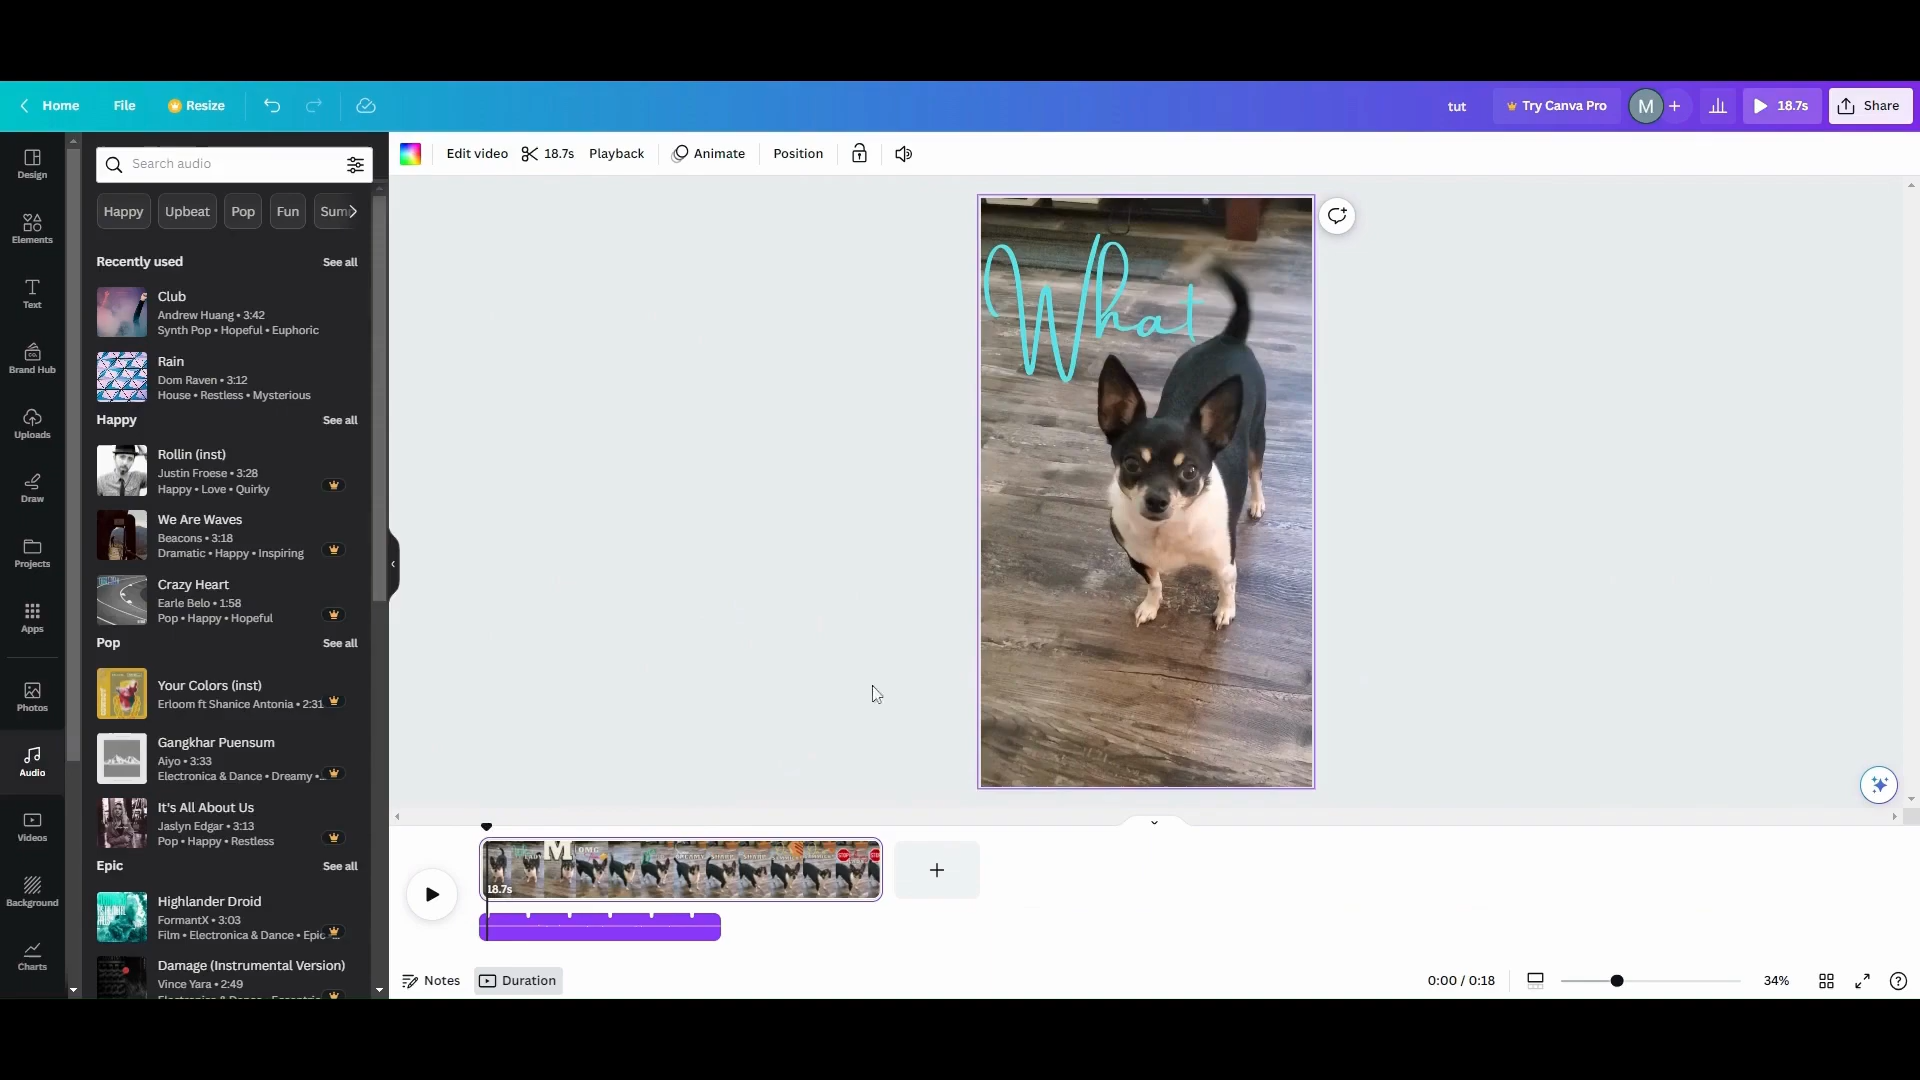 Home
File
Resize
tut
Try Canva Pro
M
18.7s
Share
Design
Elements
Text
Brand Hub
Uploads
Draw
Projects
Apps
Photos
Audio
Videos
Background
Charts
Search audio
Happy
Upbeat
Pop
Fun
Recently used
See all
Club
Andrew Huang • 3:42
Synth Pop • Hopeful • Euphoric
Rain
Dom Raven • 3:12
House • Restless • Mysterious
Happy
See all
Rollin (inst)
Justin Froese • 3:28
Happy • Love • Quirky
We Are Waves
Beacons • 3:18
Dramatic • Happy • Inspiring
Crazy Heart
Earle Belo • 1:58
Pop • Happy • Hopeful
Pop
See all
Your Colors (inst)
Erloom ft Shanice Antonia • 2:31
Gangkhar Puensum
Aiyo • 3:33
Electronica & Dance • Dreamy •...
It's All About Us
Jaslyn Edgar • 3:13
Pop • Happy • Restless
Epic
See all
Highlander Droid
FormantX • 3:03
Film • Electronica & Dance • Epic •...
Damage (Instrumental Version)
Vince Yara • 2:49
Edit video
18.7s
Playback
Animate
Position
What
M OMG
STOP
18.7s
Notes
Duration
0:00 / 0:18
34%